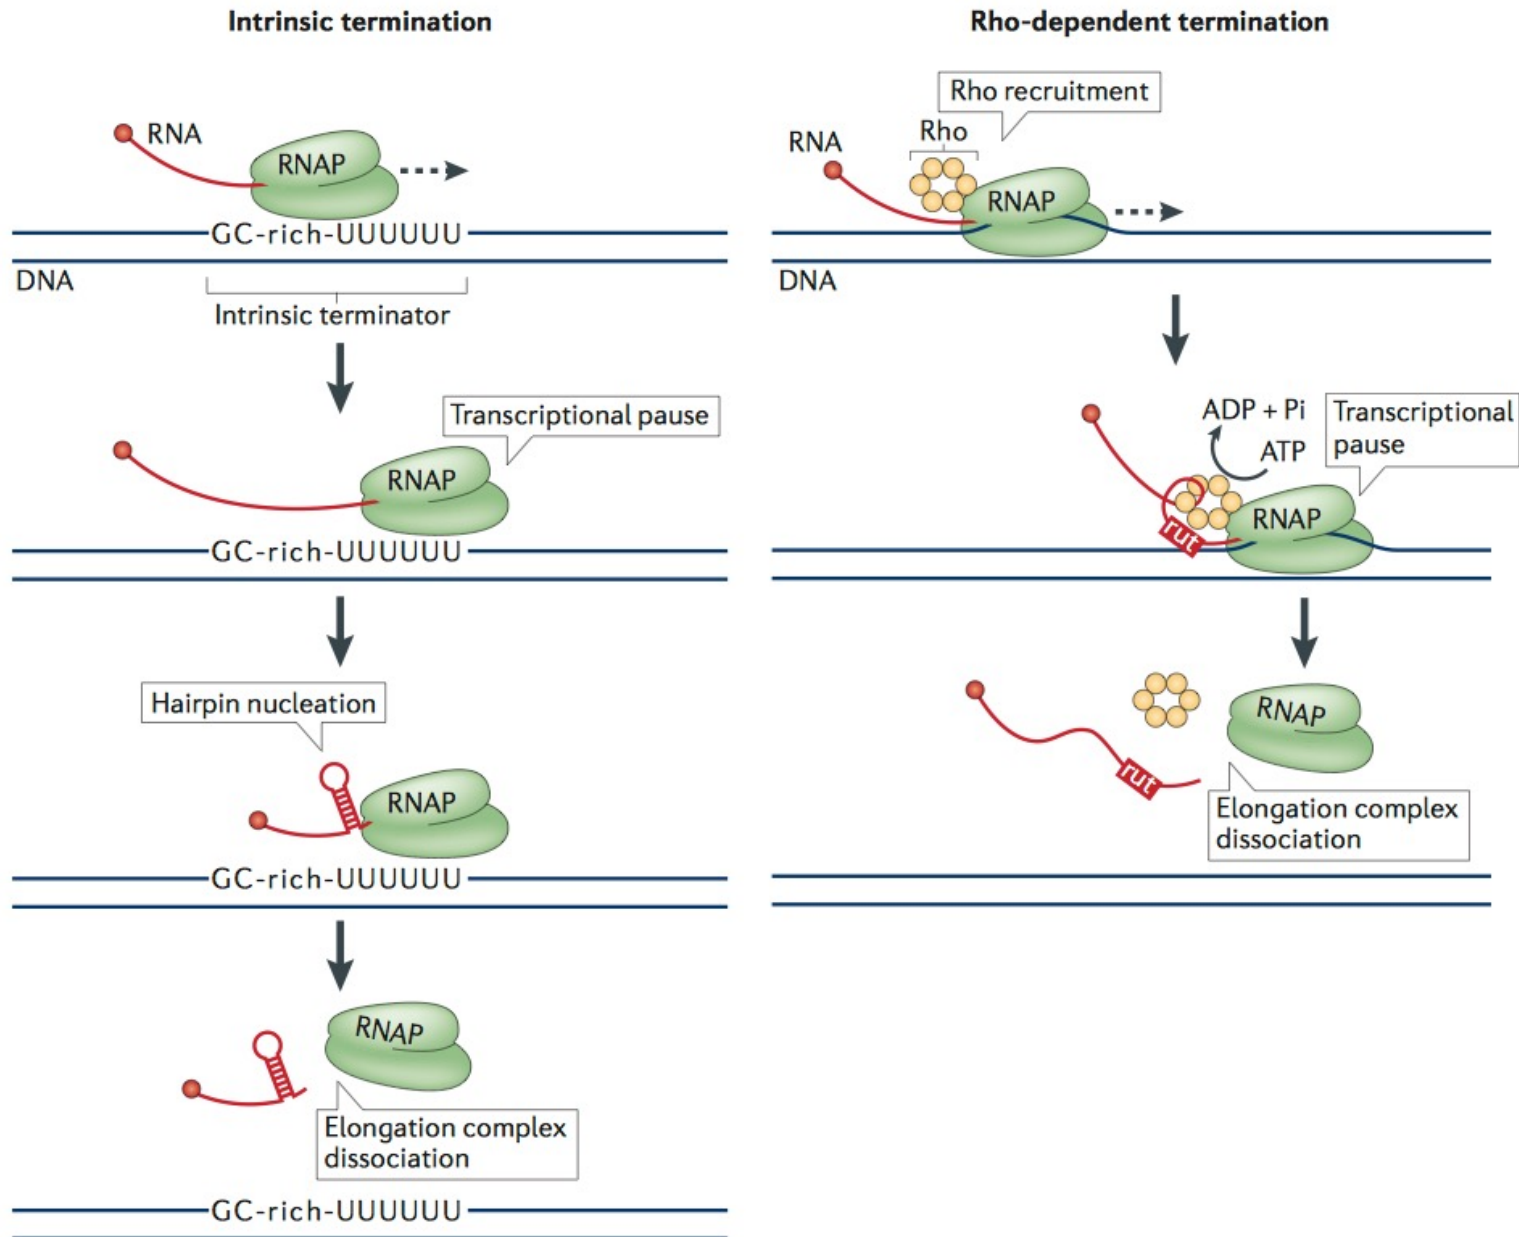 Intrinsic termination
RNA
RNAP
GC-rich-UUUUUU
DNA
Intrinsic terminator
Transcriptional pause
RNAP
GC-rich-UUUUUU
Hairpin nucleation
RNAP
GC-rich-UUUUUU
RNAP
Elongation complex
dissociation
GC-rich-UUUUUU
Rho-dependent termination
Rho recruitment
Rho
RNA
RNAP
DNA
ADP + Pi
ATP
Transcriptional
pause
RNAP
rut
RNAP
rut
Elongation complex
dissociation